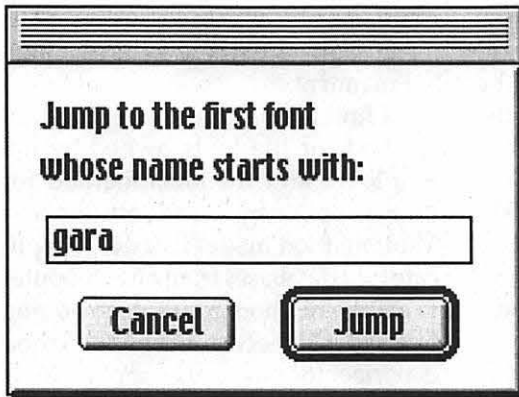 Jump to the first font
whose name starts with:
gara
Cancel
Jump